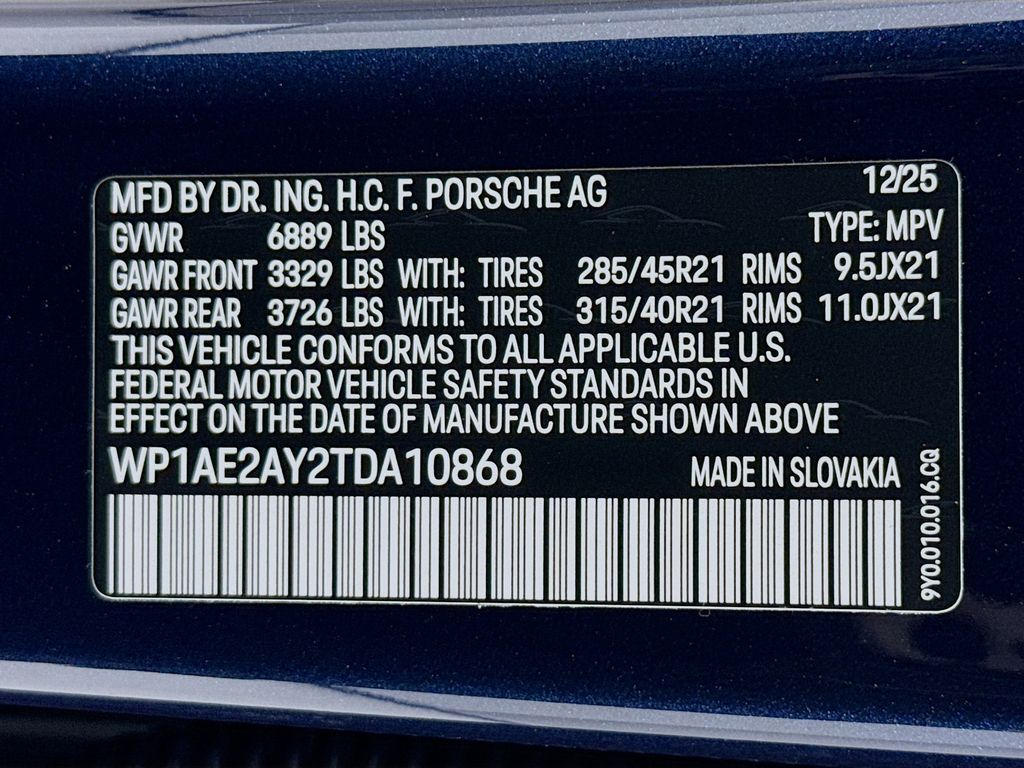 MFD BY DR. ING. H.C. F. PORSCHE AG 12/25
GVWR 6889 LBS TYPE: MPV
GAWR FRONT 3329 LBS WITH: TIRES 285/45R21 RIMS 9.5JX21
GAWR REAR 3726 LBS WITH: TIRES 315/40R21 RIMS 11.0JX21
THIS VEHICLE CONFORMS TO ALL APPLICABLE U.S.
FEDERAL MOTOR VEHICLE SAFETY STANDARDS IN
EFFECT ON THE DATE OF MANUFACTURE SHOWN ABOVE
WP1AE2AY2TDA10868 MADE IN SLOVAKIA
9Y0.010.016.CQ